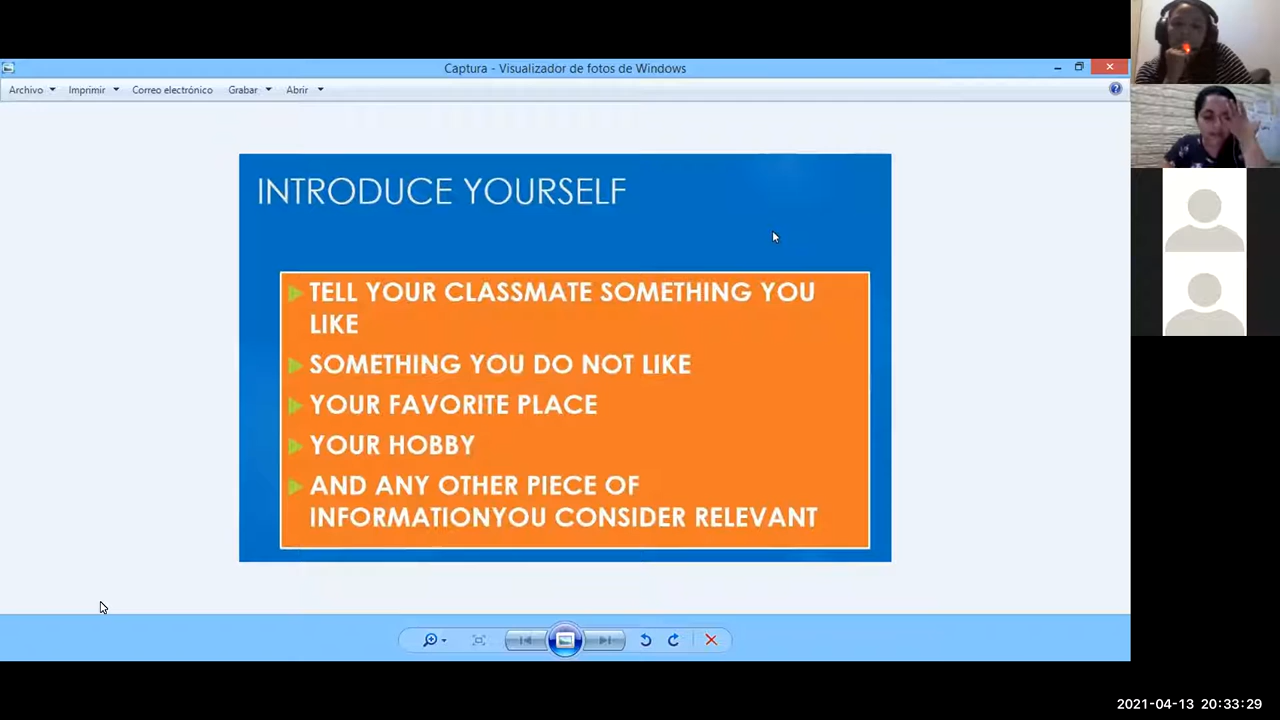 Captura - Visualizador de fotos de Windows
Archivo Imprimir Correo electrónico Grabar Abrir
INTRODUCE YOURSELF
TELL YOUR CLASSMATE SOMETHING YOU
LIKE
SOMETHING YOU DO NOT LIKE
YOUR FAVORITE PLACE
YOUR HOBBY
AND ANY OTHER PIECE OF
INFORMATIONYOU CONSIDER RELEVANT
2021-04-13 20:33:29